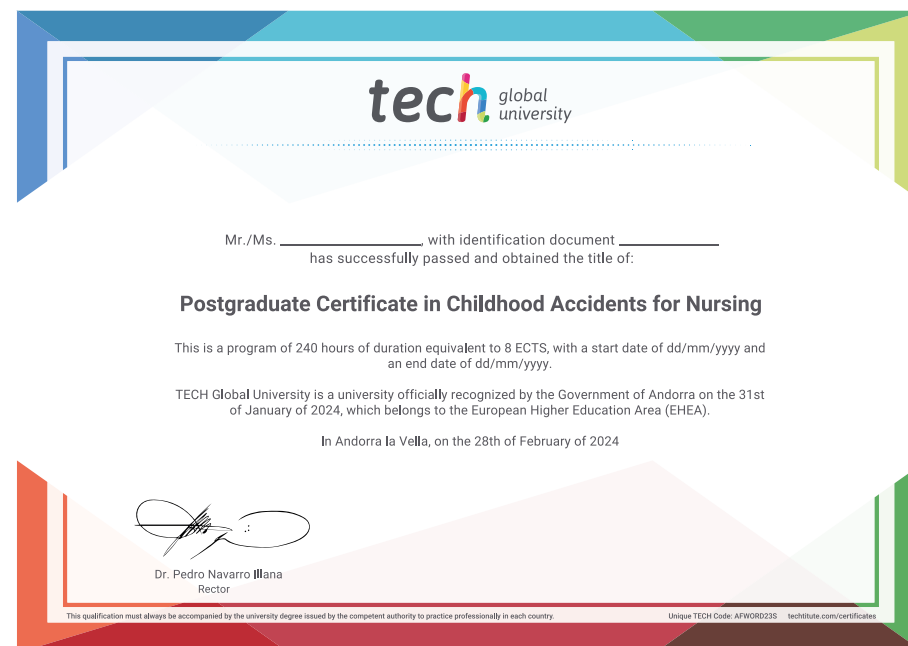 tech global university
Mr./Ms. ____________________, with identification document ______________
has successfully passed and obtained the title of:
Postgraduate Certificate in Childhood Accidents for Nursing
This is a program of 240 hours of duration equivalent to 8 ECTS, with a start date of dd/mm/yyyy and
an end date of dd/mm/yyyy.
TECH Global University is a university officially recognized by the Government of Andorra on the 31st
of January of 2024, which belongs to the European Higher Education Area (EHEA).
In Andorra la Vella, on the 28th of February of 2024
Dr. Pedro Navarro Illana
Rector
This qualification must always be accompanied by the university degree issued by the competent authority to practice professionally in each country.
Unique TECH Code: AFWORD23S techtitute.com/certificates